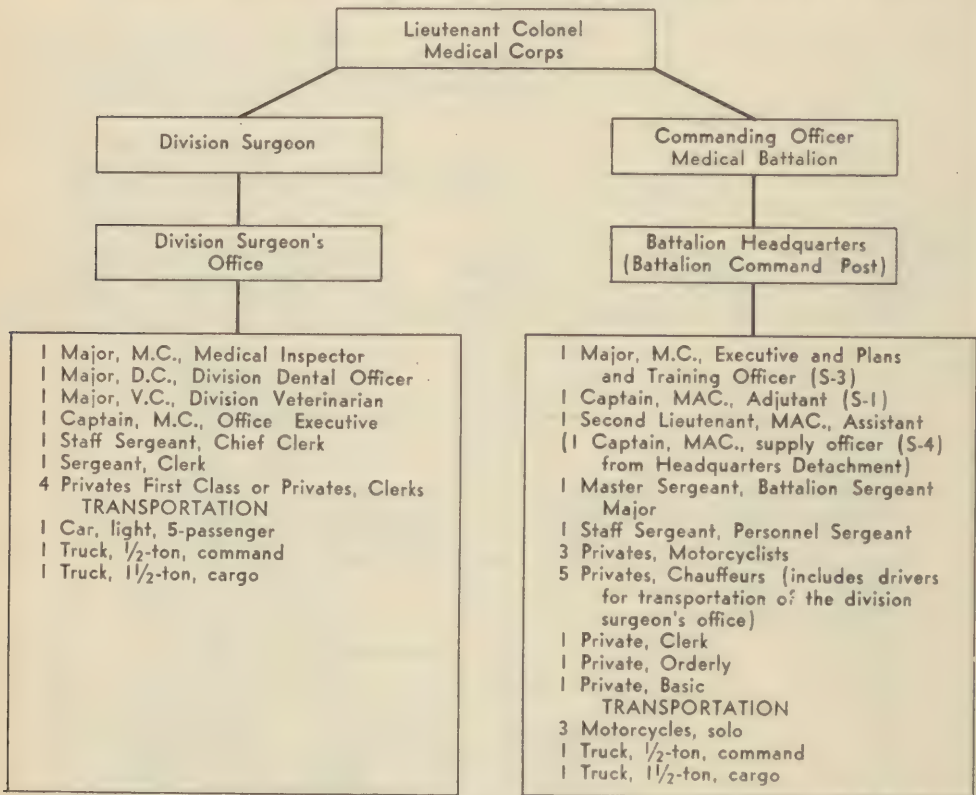 Lieutenant Colonel
Medical Corps
Division Surgeon
Division Surgeon's
Office
1 Major, M.C., Medical Inspector
1 Major, D.C., Division Dental Officer
1 Major, V.C., Division Veterinarian
1 Captain, M.C., Office Executive
1 Staff Sergeant, Chief Clerk
1 Sergeant, Clerk
4 Privates First Class or Privates, Clerks
TRANSPORTATION
1 Car, light, 5-passenger
1 Truck, 1/2-ton, command
1 Truck, 1 1/2-ton, cargo
Commanding Officer
Medical Battalion
Battalion Headquarters
(Battalion Command Post)
1 Major, M.C., Executive and Plans
and Training Officer (S-3)
1 Captain, MAC., Adjutant (S-1)
1 Second Lieutenant, MAC., Assistant
(1 Captain, MAC., supply officer (S-4)
from Headquarters Detachment)
1 Master Sergeant, Battalion Sergeant
Major
1 Staff Sergeant, Personnel Sergeant
3 Privates, Motorcyclists
5 Privates, Chauffeurs (includes drivers
for transportation of the division
surgeon's office)
1 Private, Clerk
1 Private, Orderly
1 Private, Basic
TRANSPORTATION
3 Motorcycles, solo
1 Truck, 1/2-ton, command
1 Truck, 1 1/2-ton, cargo